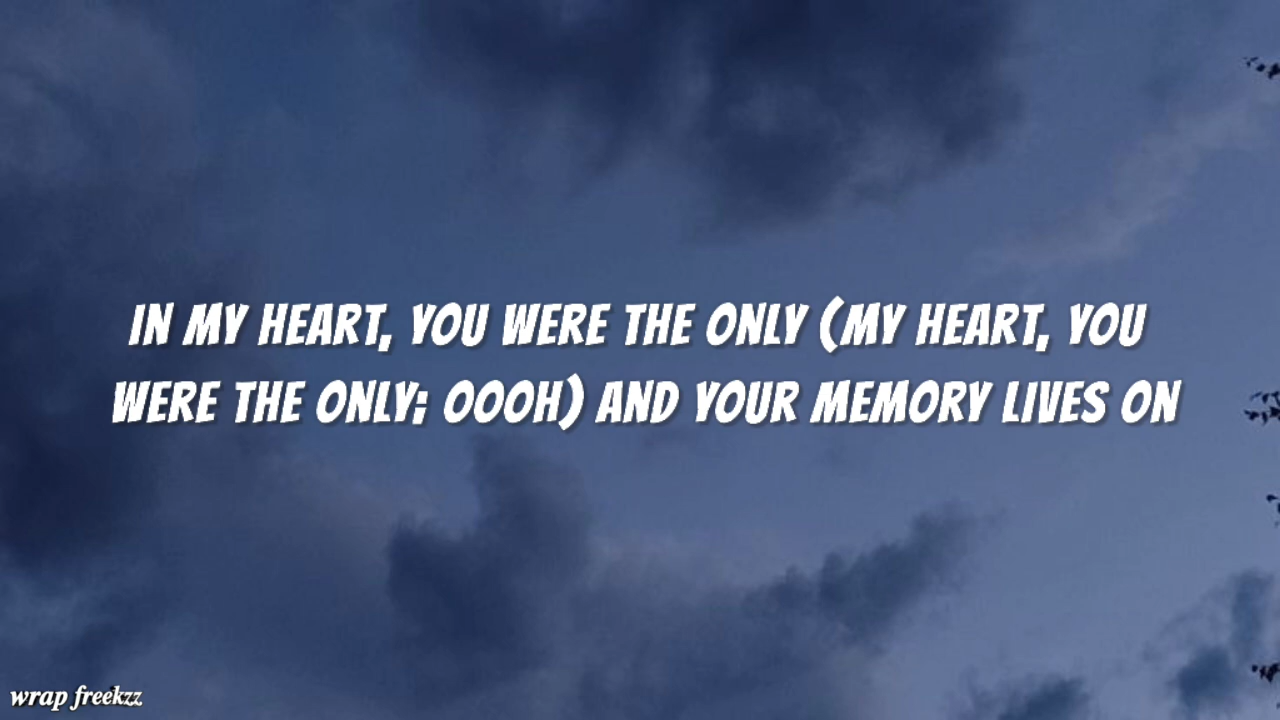 IN MY HEART, YOU WERE THE ONLY (MY HEART, YOU
WERE THE ONLY; OOOH) AND YOUR MEMORY LIVES ON
wrap freekzz